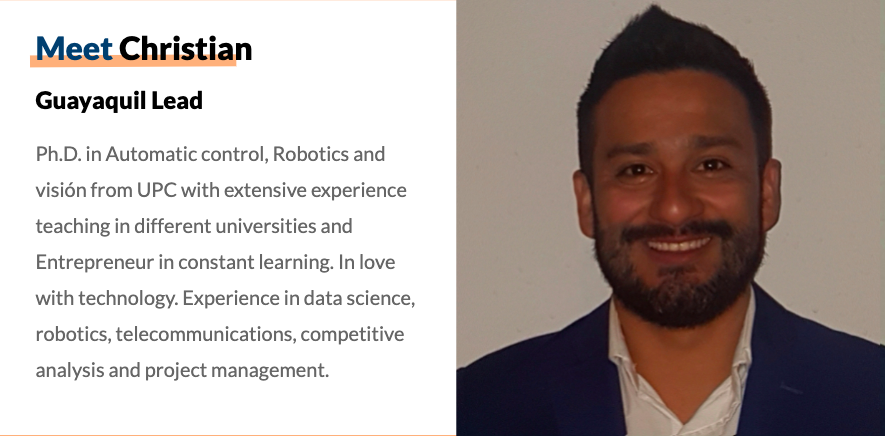 Meet Christian
Guayaquil Lead
Ph.D. in Automatic control, Robotics and
visión from UPC with extensive experience
teaching in different universities and
Entrepreneur in constant learning. In love
with technology. Experience in data science,
robotics, telecommunications, competitive
analysis and project management.